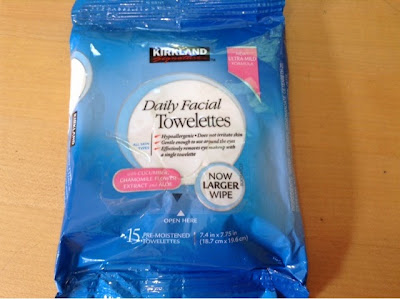 KIRKLAND
Signature
ULTRA-MILD
FORMULA
Daily Facial
Towelettes
• Hypoallergenic • Does not irritate skin
• Gentle enough to use around the eyes
• Effectively removes eye makeup with
a single towelette
WITH CUCUMBER,
CHAMOMILE FLOWER
EXTRACT AND ALOE
NOW
LARGER
WIPE
OPEN HERE
15 PRE-MOISTENED
TOWELETTES
7.4 in x 7.75 in
(18.7 cm x 19.6 cm)